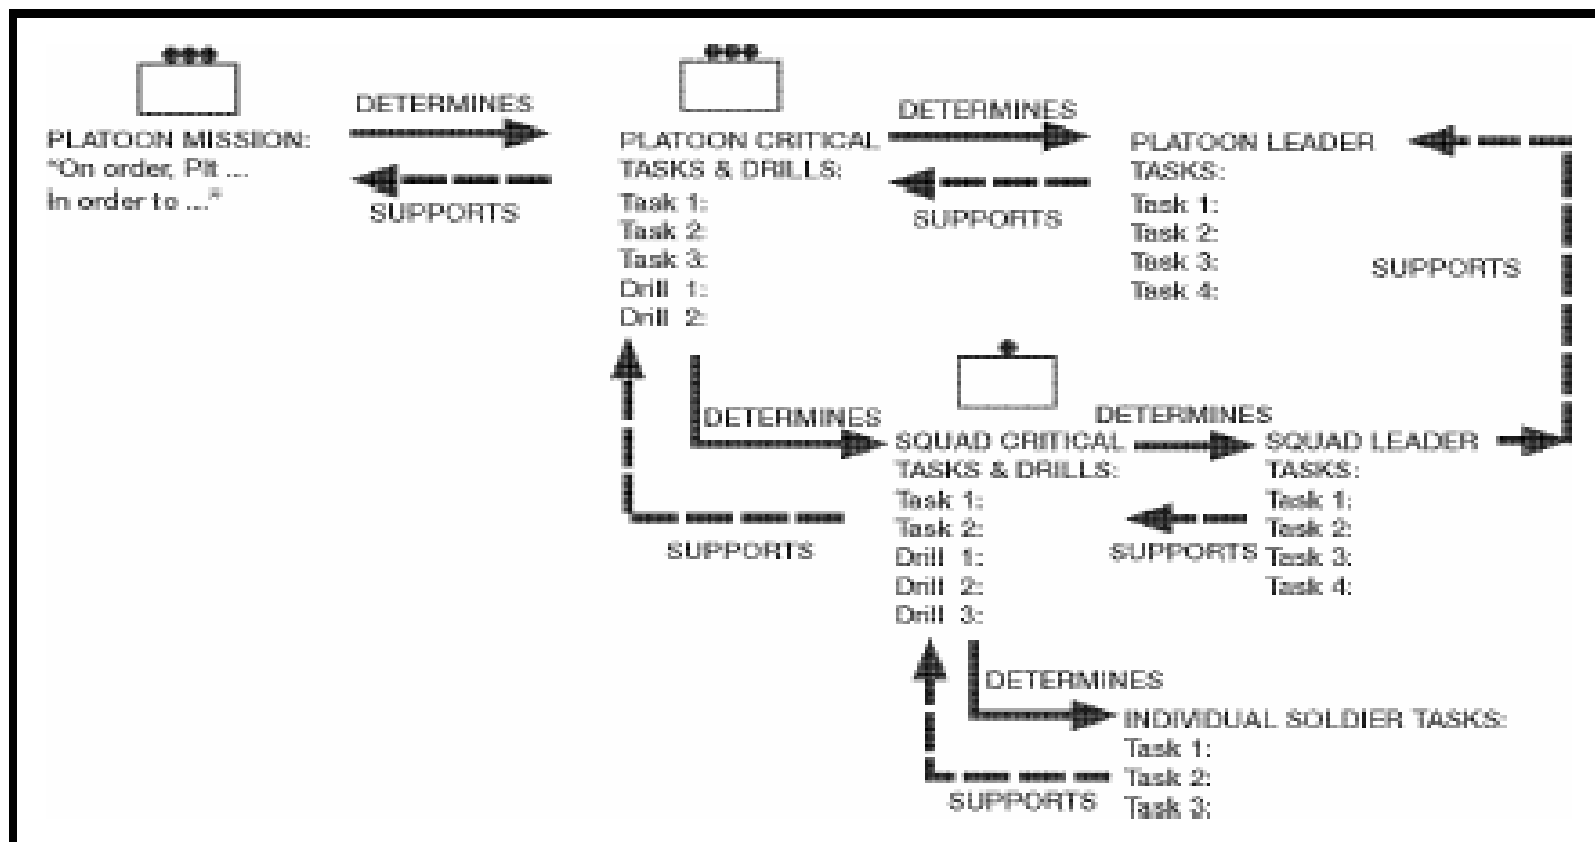 DETERMINES
PLATOON MISSION:
"On order, Plt ...
in order to ..."
SUPPORTS
PLATOON CRITICAL
TASKS & DRILLS:
Task 1:
Task 2:
Task 3:
Drill 1:
Drill 2:
DETERMINES
SUPPORTS
PLATOON LEADER
TASKS:
Task 1:
Task 2:
Task 3:
Task 4:
SUPPORTS
DETERMINES
SUPPORTS
SQUAD CRITICAL
TASKS & DRILLS:
Task 1:
Task 2:
Drill 1:
Drill 2:
Drill 3:
DETERMINES
SUPPORTS
SQUAD LEADER
TASKS:
Task 1:
Task 2:
Task 3:
Task 4:
DETERMINES
SUPPORTS
INDIVIDUAL SOLDIER TASKS:
Task 1:
Task 2:
Task 3: